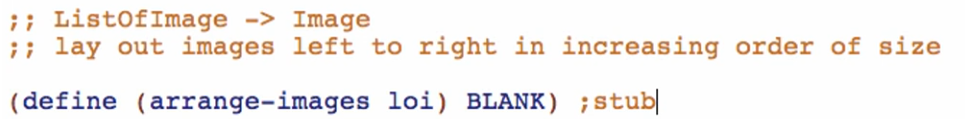 ;; ListOfImage -> Image
;; lay out images left to right in increasing order of size
(define (arrange-images loi) BLANK) ;stub